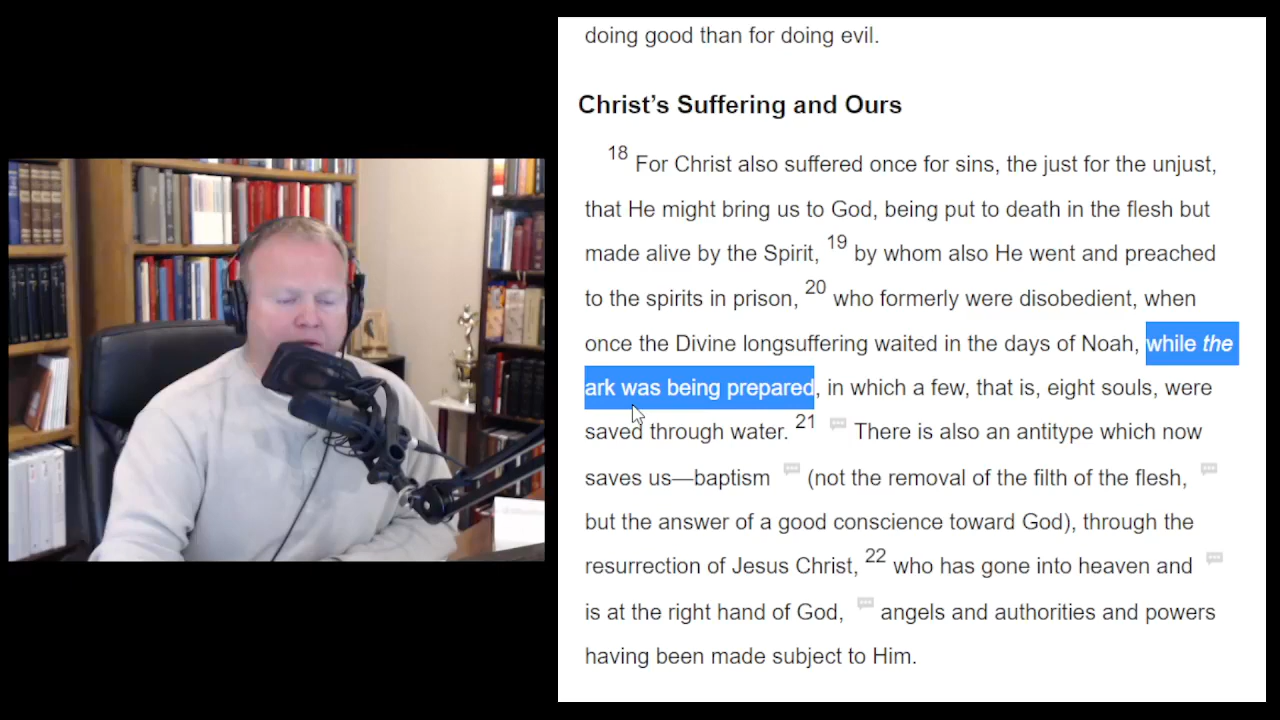 doing good than for doing evil.
Christ’s Suffering and Ours
18 For Christ also suffered once for sins, the just for the unjust,
that He might bring us to God, being put to death in the flesh but
made alive by the Spirit, 19 by whom also He went and preached
to the spirits in prison, 20 who formerly were disobedient, when
once the Divine longsuffering waited in the days of Noah, while the
ark was being prepared, in which a few, that is, eight souls, were
saved through water. 21 There is also an antitype which now
saves us—baptism (not the removal of the filth of the flesh,
but the answer of a good conscience toward God), through the
resurrection of Jesus Christ, 22 who has gone into heaven and
is at the right hand of God, angels and authorities and powers
having been made subject to Him.